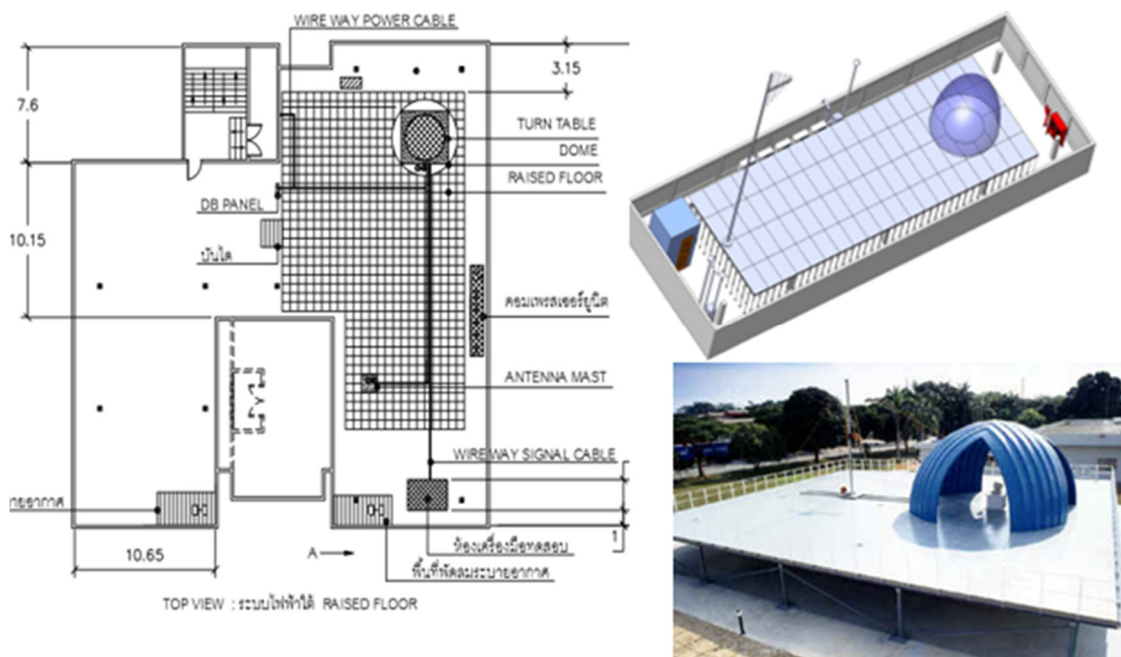 WIRE WAY POWER CABLE
3.15
7.6
TURN TABLE
DOME
RAISED FLOOR
DB PANEL
10.15
บันได
คอมเพรสเซอร์ยูนิต
ANTENNA MAST
WIRE WAY SIGNAL CABLE
ายอากาศ
1
10.65
A
ห้องเครื่องมือทดสอบ
พื้นที่พัดลมระบายอากาศ
TOP VIEW : ระบบไฟฟ้าใต้ RAISED FLOOR